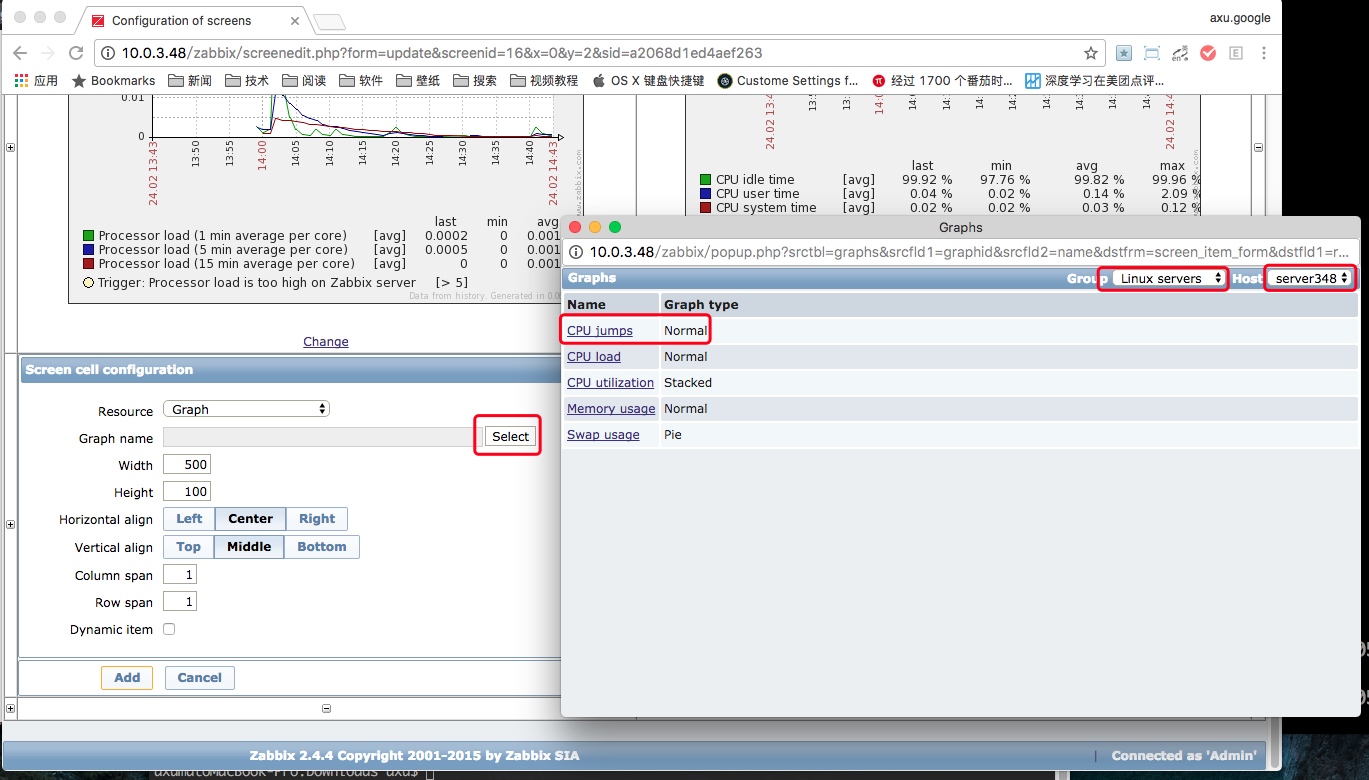 Configuration of screens
axu.google
10.0.3.48/zabbix/screenedit.php?form=update&screenid=16&x=0&y=2&sid=a2068d1ed4aef263
应用 Bookmarks 新闻 技术 阅读 软件 壁纸 搜索 视频教程 OS X 键盘快捷键 Custome Settings f... 经过 1700 个番茄时... 深度学习在美团点评...
0.01
0
24.02 13:43 13:50 13:55 14:00 14:05 14:10 14:15 14:20 14:25 14:30 14:35 14:40 24.02 14:43
last min avg
Processor load (1 min average per core) [avg] 0.0002 0 0.001
Processor load (5 min average per core) [avg] 0.0005 0 0.001
Processor load (15 min average per core) [avg] 0 0 0.001
Trigger: Processor load is too high on Zabbix server [> 5]
Data from history. Generated in 0.0
Change
last min avg max
CPU idle time [avg] 99.92 % 97.76 % 99.82 % 99.96 %
CPU user time [avg] 0.04 % 0.02 % 0.14 % 2.09 %
CPU system time [avg] 0.02 % 0.02 % 0.03 % 0.12 %
Screen cell configuration
Resource Graph
Graph name Select
Width 500
Height 100
Horizontal align Left Center Right
Vertical align Top Middle Bottom
Column span 1
Row span 1
Dynamic item
Add Cancel
Graphs
10.0.3.48/zabbix/popup.php?srctbl=graphs&srcfld1=graphid&srcfld2=name&dstfrm=screen_item_form&dstfld1=r...
Graphs Group Linux servers Host server348
Name Graph type
CPU jumps Normal
CPU load Normal
CPU utilization Stacked
Memory usage Normal
Swap usage Pie
Zabbix 2.4.4 Copyright 2001-2015 by Zabbix SIA
Connected as 'Admin'